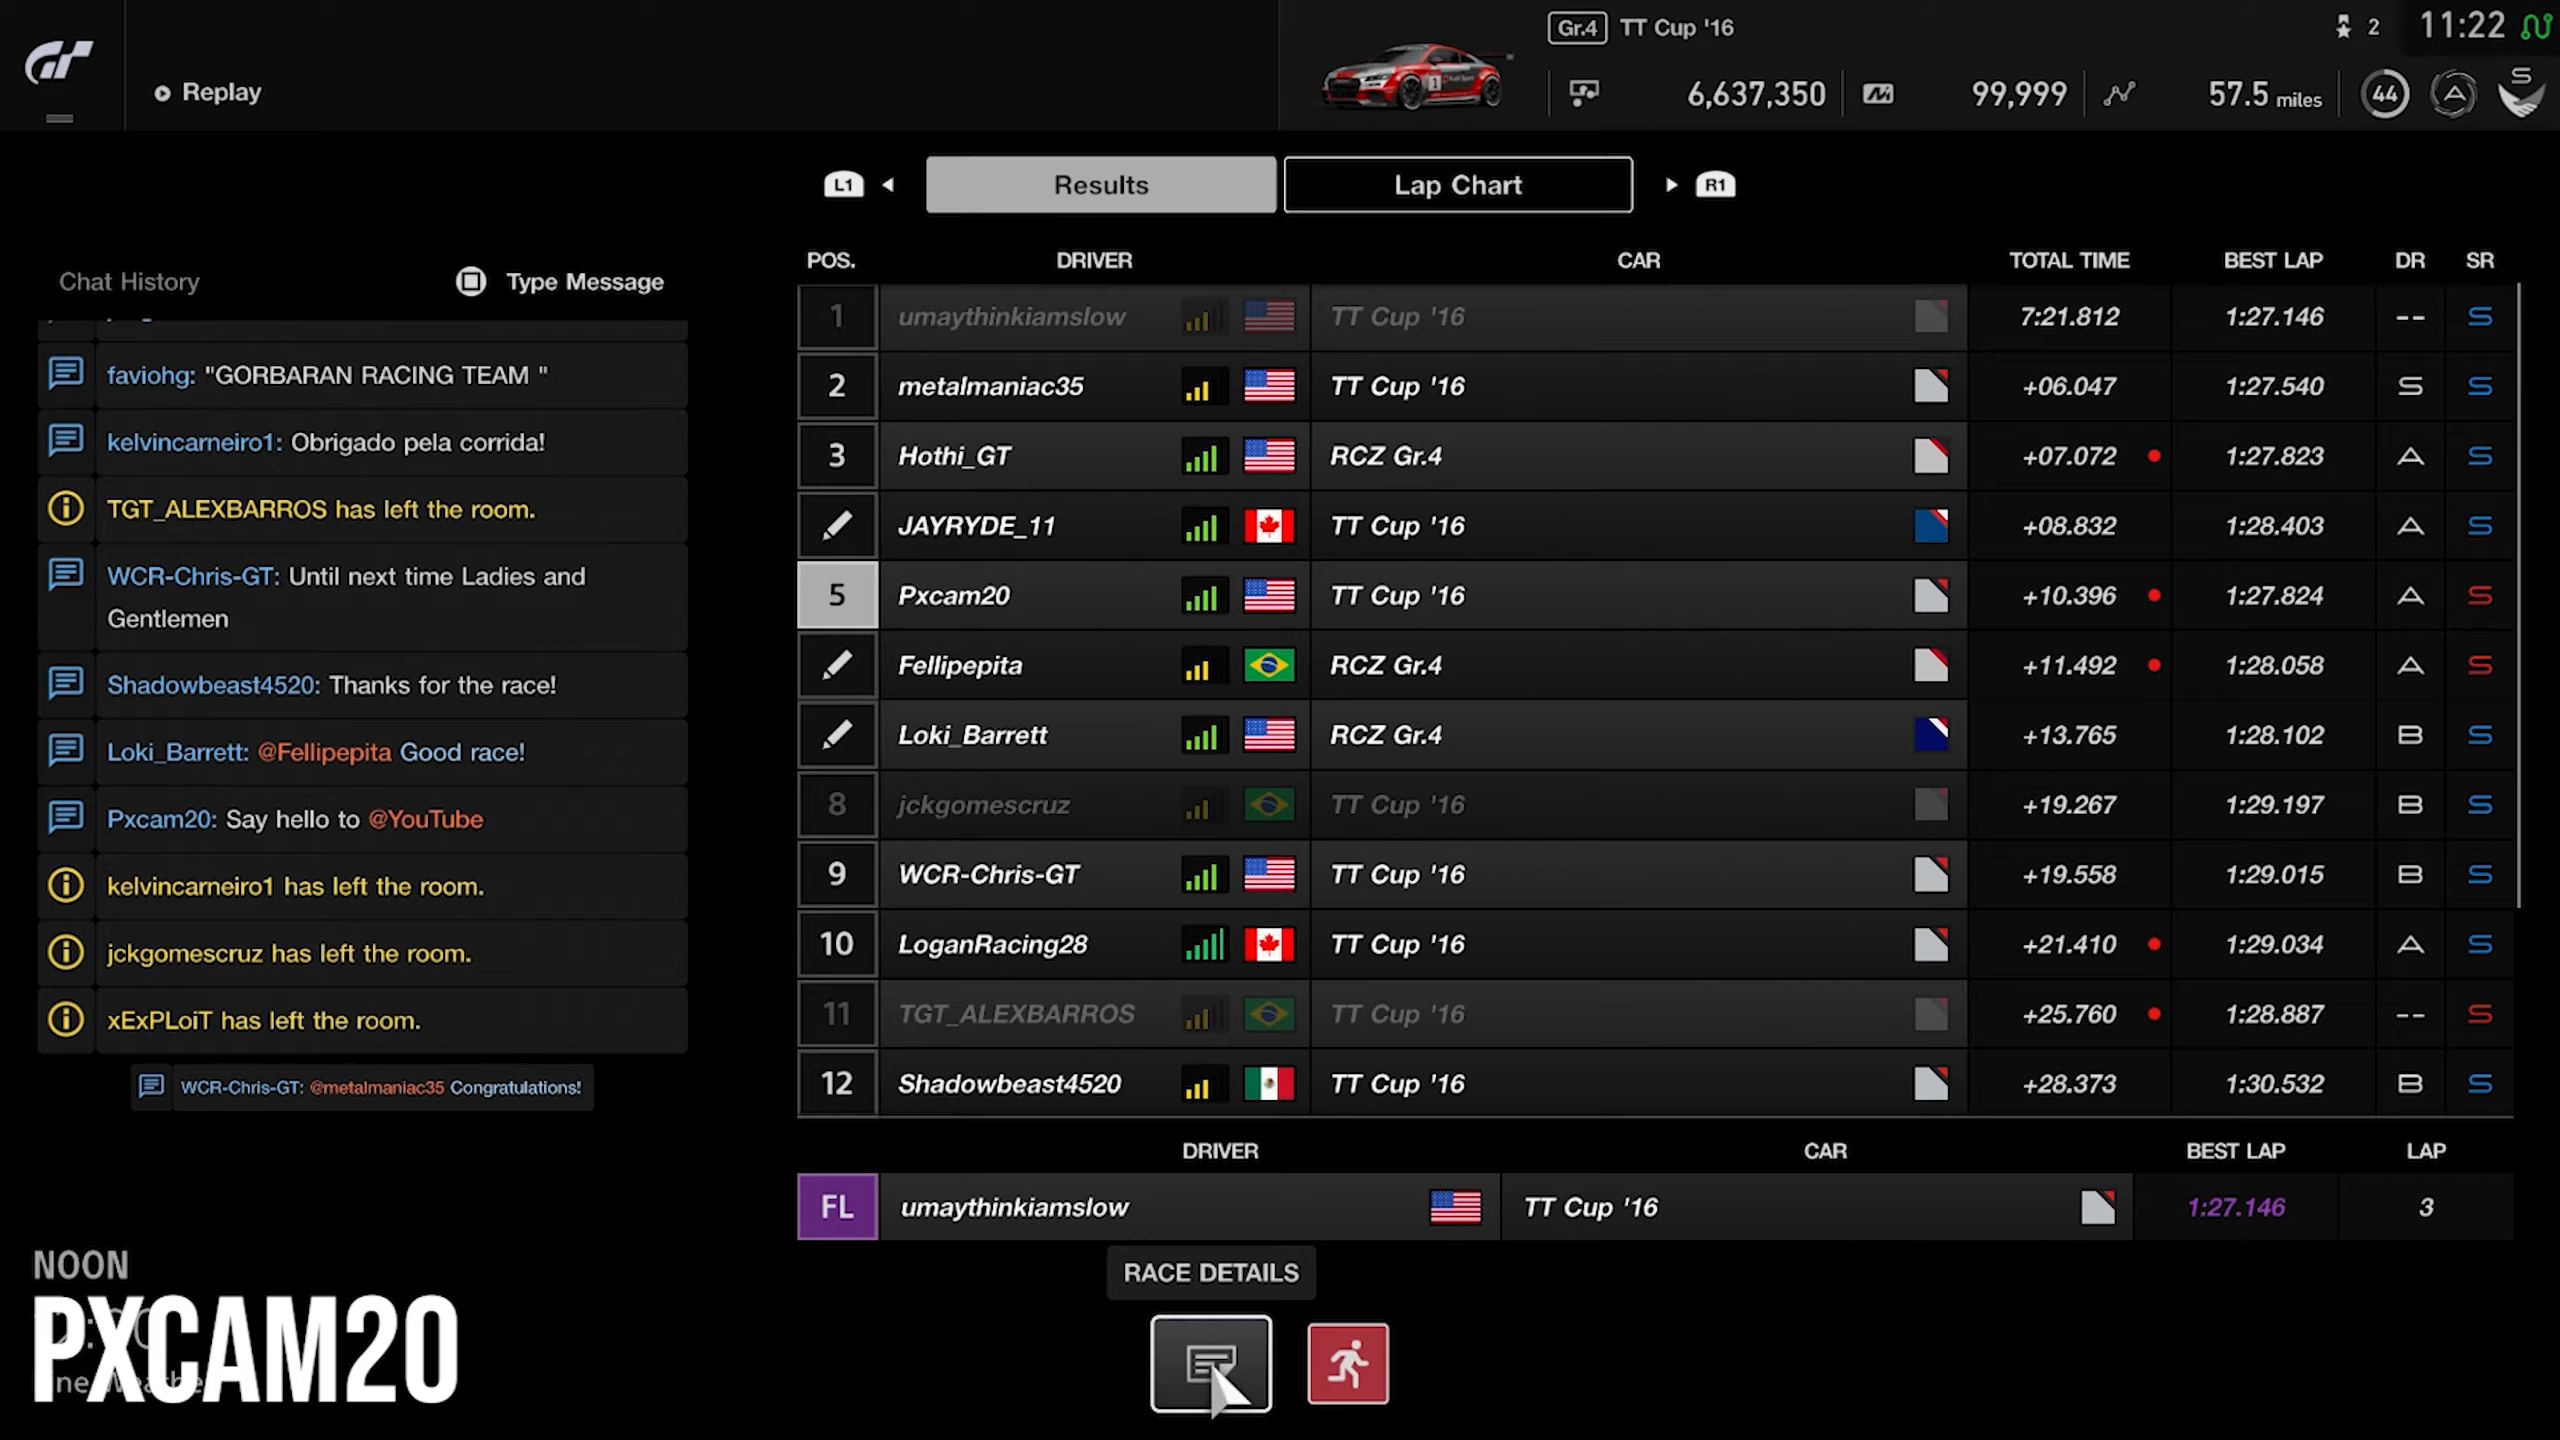 Gr.4 TT Cup '16
2 11:22
Replay
6,637,350 99,999 57.5 miles 44 A S
L1 Results Lap Chart R1
Chat History Type Message
faviohg: "GORBARAN RACING TEAM "
kelvincarneiro1: Obrigado pela corrida!
TGT_ALEXBARROS has left the room.
WCR-Chris-GT: Until next time Ladies and
Gentlemen
Shadowbeast4520: Thanks for the race!
Loki_Barrett: @Fellipepita Good race!
Pxcam20: Say hello to @YouTube
kelvincarneiro1 has left the room.
jckgomescruz has left the room.
xExPLoiT has left the room.
WCR-Chris-GT: @metalmaniac35 Congratulations!
POS. DRIVER CAR TOTAL TIME BEST LAP DR SR
1 umaythinkiamslow TT Cup '16 7:21.812 1:27.146 -- S
2 metalmaniac35 TT Cup '16 +06.047 1:27.540 S S
3 Hothi_GT RCZ Gr.4 +07.072 1:27.823 A S
JAYRYDE_11 TT Cup '16 +08.832 1:28.403 A S
5 Pxcam20 TT Cup '16 +10.396 1:27.824 A S
Fellipepita RCZ Gr.4 +11.492 1:28.058 A S
Loki_Barrett RCZ Gr.4 +13.765 1:28.102 B S
8 jckgomescruz TT Cup '16 +19.267 1:29.197 B S
9 WCR-Chris-GT TT Cup '16 +19.558 1:29.015 B S
10 LoganRacing28 TT Cup '16 +21.410 1:29.034 A S
11 TGT_ALEXBARROS TT Cup '16 +25.760 1:28.887 -- S
12 Shadowbeast4520 TT Cup '16 +28.373 1:30.532 B S
DRIVER CAR BEST LAP LAP
FL umaythinkiamslow TT Cup '16 1:27.146 3
RACE DETAILS
NOON
PXCAM20